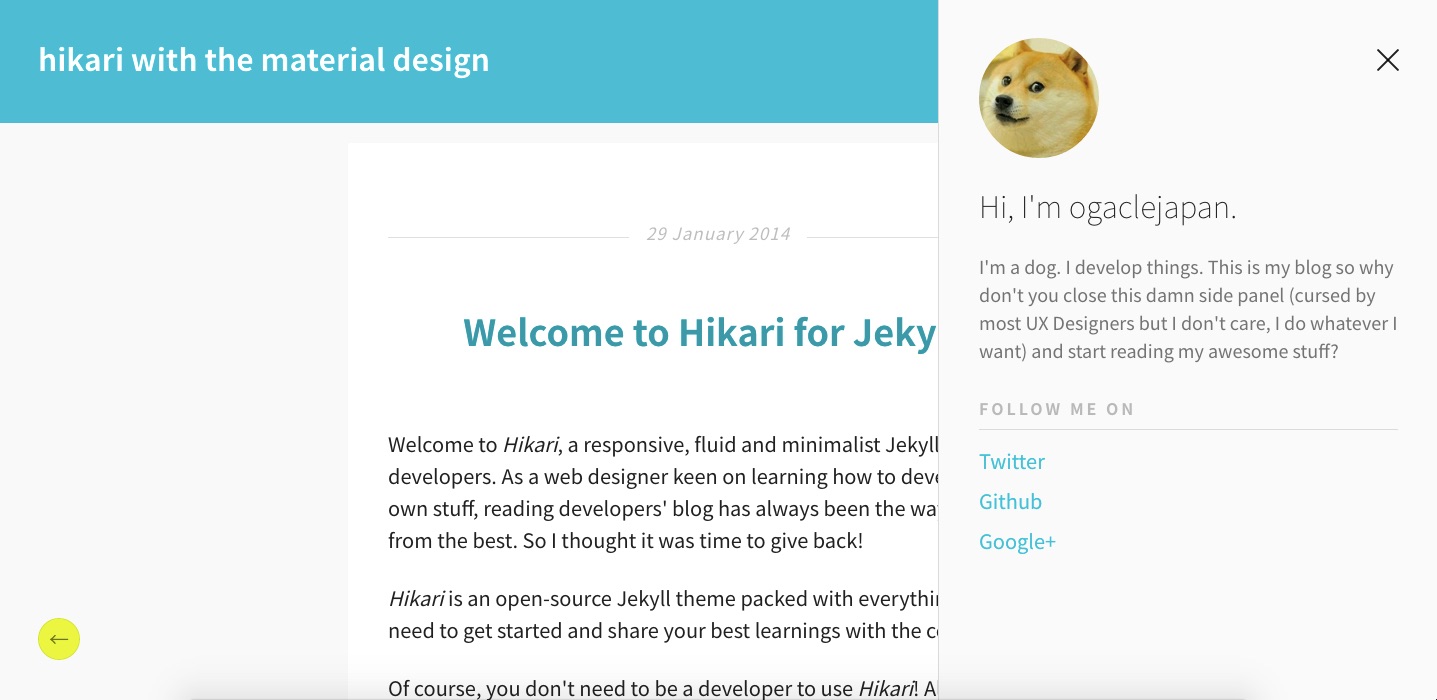 hikari with the material design
29 January 2014
Welcome to Hikari for Jeky
Welcome to Hikari, a responsive, fluid and minimalist Jekyll
developers. As a web designer keen on learning how to deve
own stuff, reading developers' blog has always been the wa
from the best. So I thought it was time to give back!
Hikari is an open-source Jekyll theme packed with everythin
need to get started and share your best learnings with the c
Of course, you don't need to be a developer to use Hikari! A
Hi, I'm ogaclejapan.
I'm a dog. I develop things. This is my blog so why
don't you close this damn side panel (cursed by
most UX Designers but I don't care, I do whatever I
want) and start reading my awesome stuff?
FOLLOW ME ON
Twitter
Github
Google+